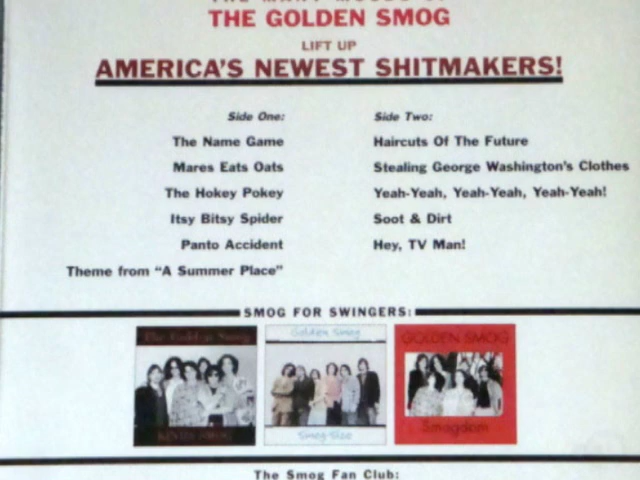 THE GOLDEN SMOG
LIFT UP
AMERICA'S NEWEST SHITMAKERS!
Side One:
The Name Game
Mares Eats Oats
The Hokey Pokey
Itsy Bitsy Spider
Panto Accident
Theme from "A Summer Place"
Side Two:
Haircuts Of The Future
Stealing George Washington's Clothes
Yeah-Yeah, Yeah-Yeah, Yeah-Yeah!
Soot & Dirt
Hey, TV Man!
SMOG FOR SWINGERS:
Golden Smog
Smog-Size
GOLDEN SMOG
Smogdom
The Smog Fan Club: